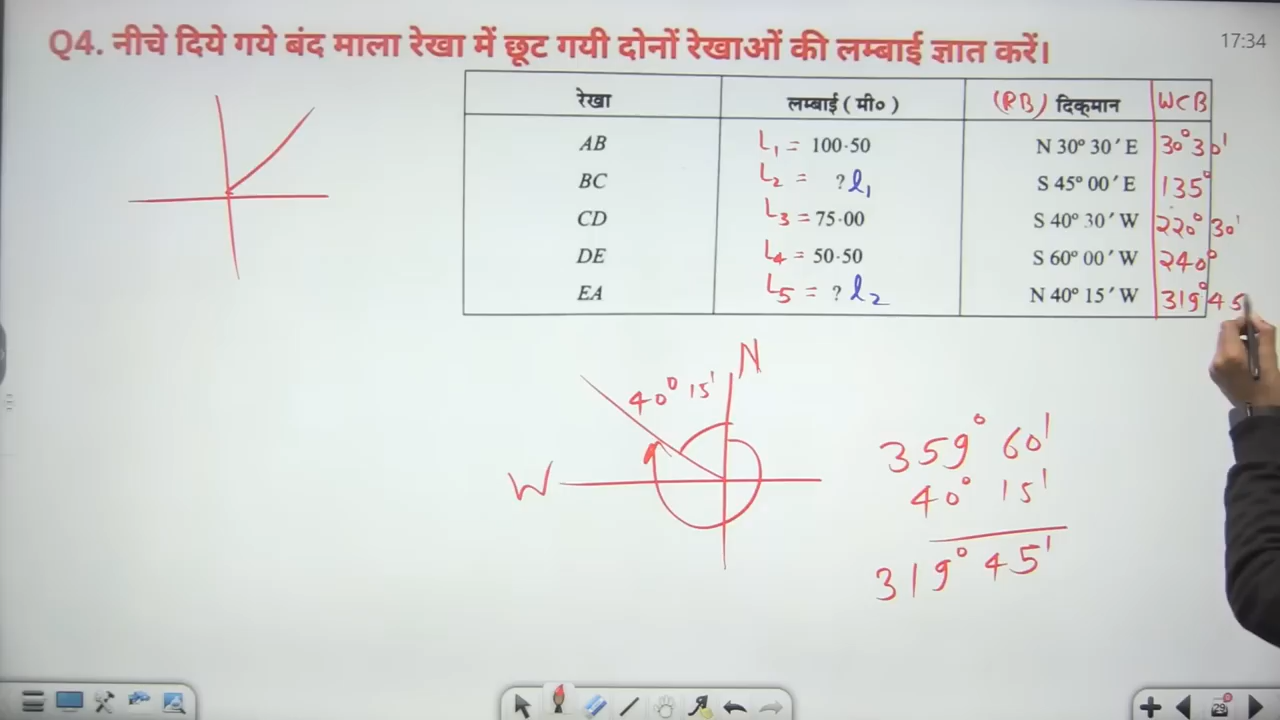 Q4. नीचे दिये गये बंद माला रेखा में छूट गयी दोनों रेखाओं की लम्बाई ज्ञात करें।
17:34
रेखा लम्बाई (मी०) (RB) दिक्मान WCB
AB L₁ = 100·50 N 30° 30′ E 30°30'
BC L₂ = ? l₁ S 45° 00′ E 135°
CD L₃ = 75·00 S 40° 30′ W 220°30'
DE L₄ = 50·50 S 60° 00′ W 240°
EA L₅ = ? l₂ N 40° 15′ W 319°45
N
40° 15'
W
359° 60'
40° 15'
319° 45'
29